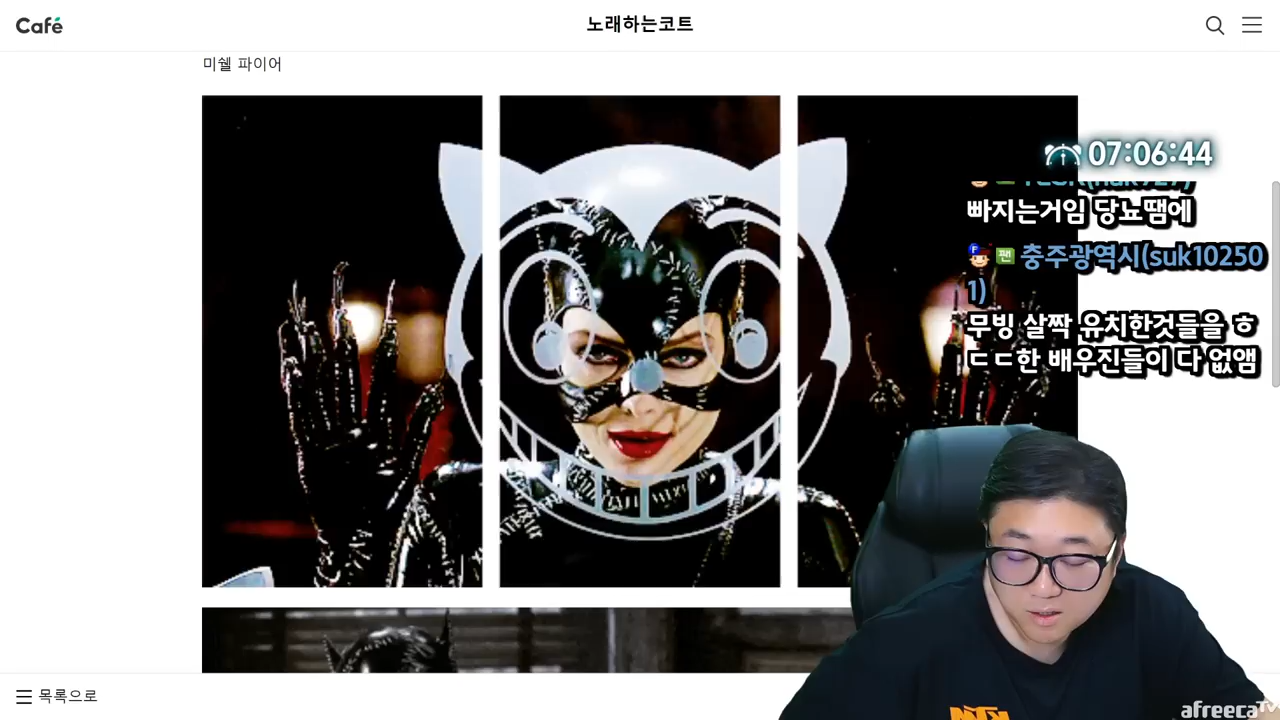 Café
노래하는코트
미쉘 파이어
07:06:44
빠지는거임 당뇨땜에
F 팬 충주광역시(suk10250
1)
무빙 살짝 유치한것들을 ㅎ
ㄷㄷ한 배우진들이 다 없앰
목록으로
afreecaTV